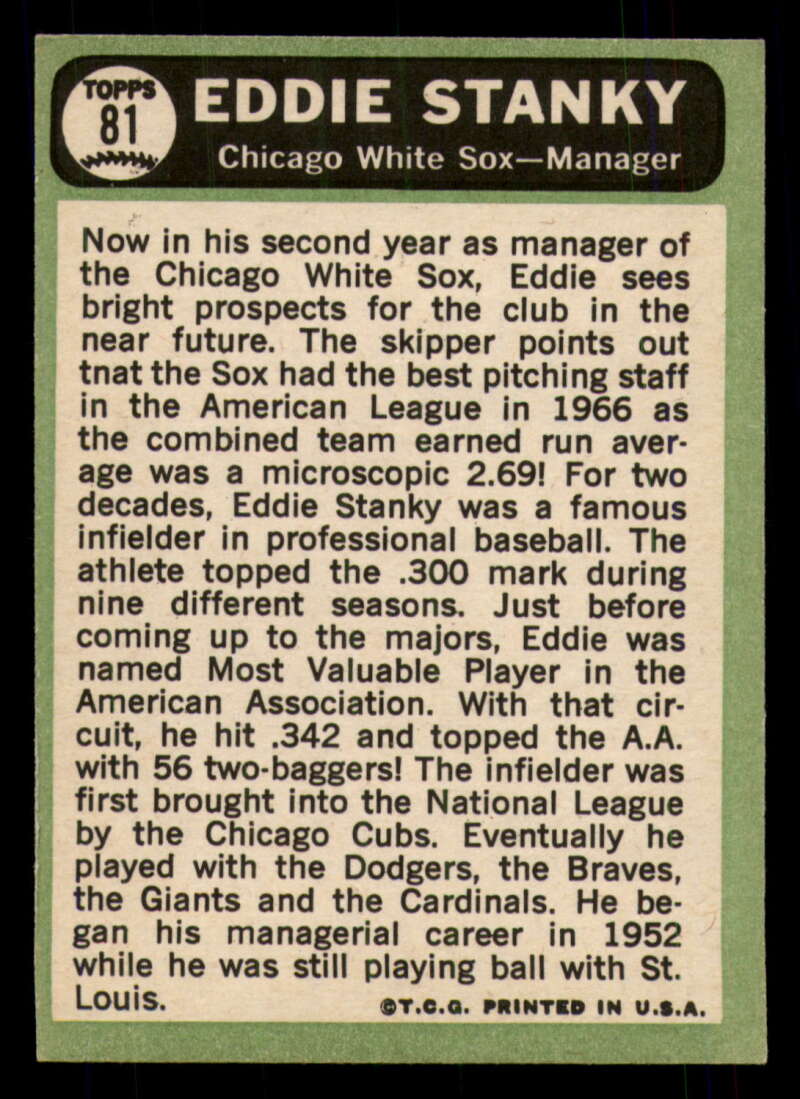 TOPPS
81
EDDIE STANKY
Chicago White Sox—Manager
Now in his second year as manager of
the Chicago White Sox, Eddie sees
bright prospects for the club in the
near future. The skipper points out
tnat the Sox had the best pitching staff
in the American League in 1966 as
the combined team earned run aver-
age was a microscopic 2.69! For two
decades, Eddie Stanky was a famous
infielder in professional baseball. The
athlete topped the .300 mark during
nine different seasons. Just before
coming up to the majors, Eddie was
named Most Valuable Player in the
American Association. With that cir-
cuit, he hit .342 and topped the A.A.
with 56 two-baggers! The infielder was
first brought into the National League
by the Chicago Cubs. Eventually he
played with the Dodgers, the Braves,
the Giants and the Cardinals. He be-
gan his managerial career in 1952
while he was still playing ball with St.
Louis.
©T.C.G. PRINTED IN U.S.A.